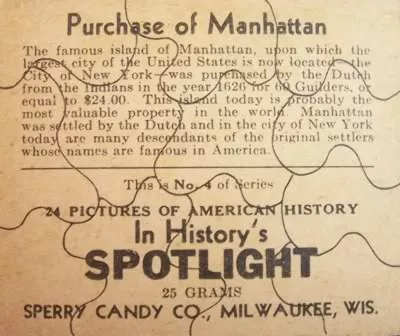 Purchase of Manhattan
The famous island of Manhattan, upon which the
largest city of the United States is now located—the
City of New York—was purchased by the Dutch
from the Indians in the year 1626 for 60 Guilders, or
equal to $24.00. This island today is probably the
most valuable property in the world. Manhattan
was settled by the Dutch and in the city of New York
today are many descendants of the original settlers
whose names are famous in America.
This is No. 4 of Series
24 PICTURES OF AMERICAN HISTORY
In History's
SPOTLIGHT
25 GRAMS
SPERRY CANDY CO., MILWAUKEE, WIS.